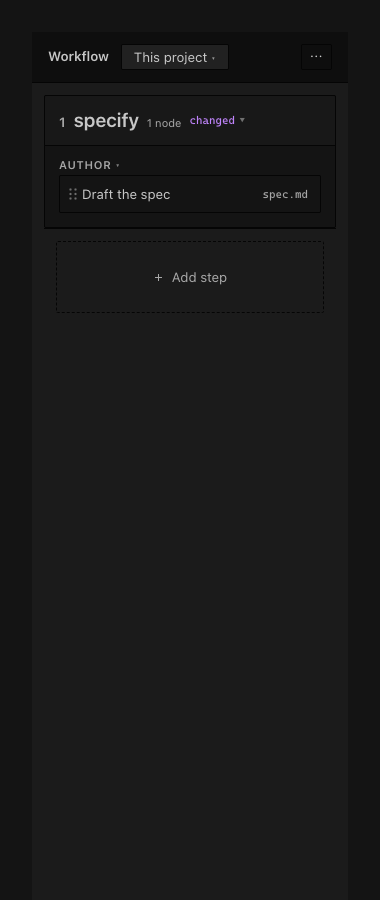 Workflow This project ▾ ···
1 specify 1 node changed ▾
AUTHOR ▾
Draft the spec spec.md
+ Add step